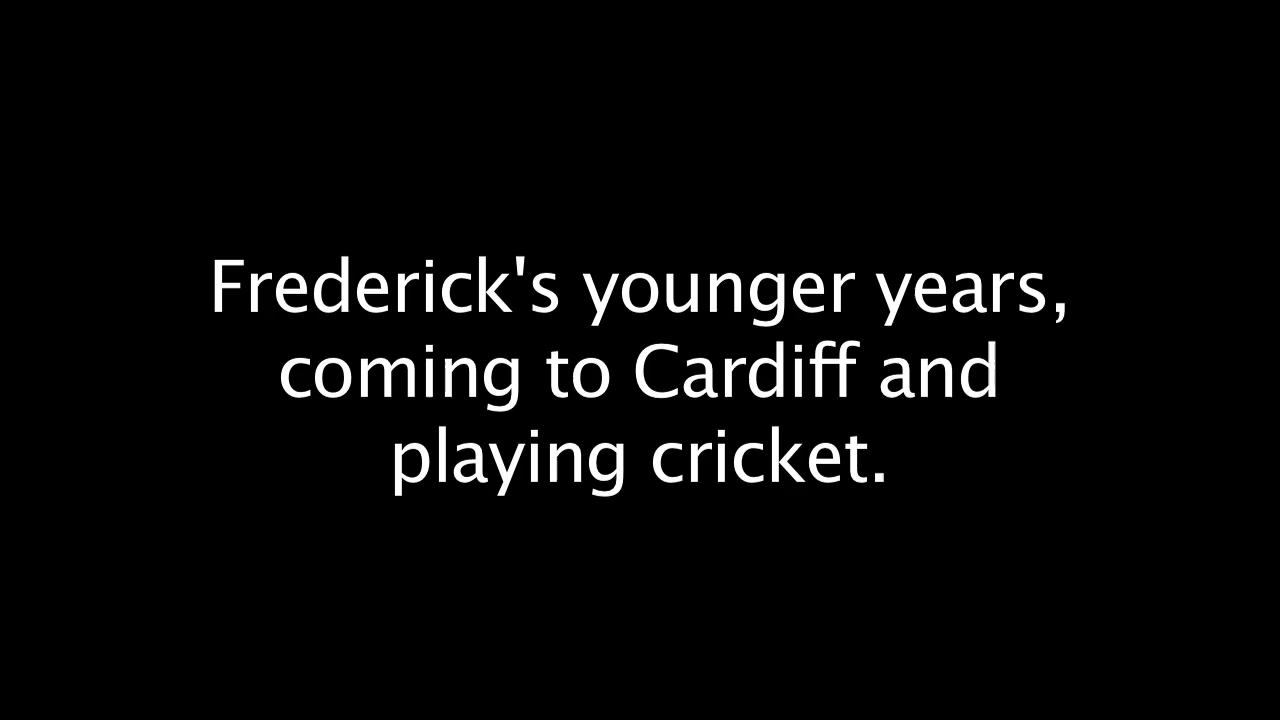 Frederick's younger years,
coming to Cardiff and
playing cricket.